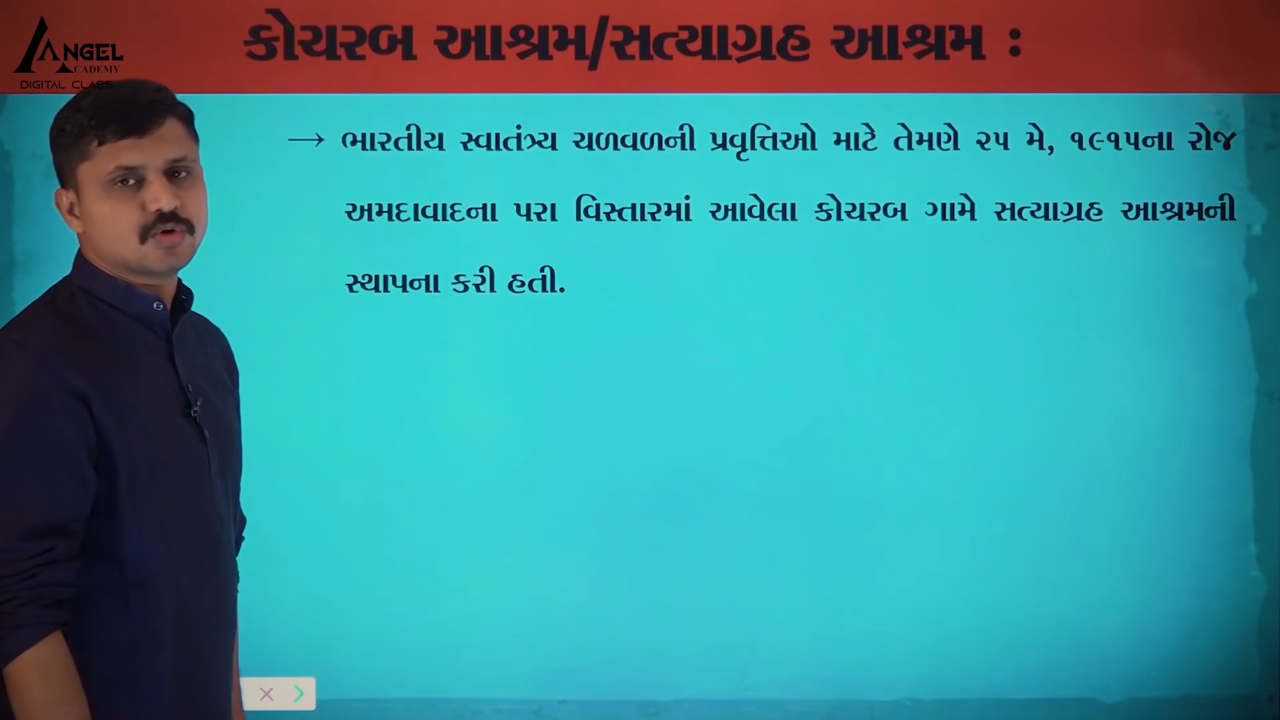 ANGEL
ACADEMY
DIGITAL CLASS
કોચરબ આશ્રમ/સત્યાગ્રહ આશ્રમ :
→ ભારતીય સ્વાતંત્ર્ય ચળવળની પ્રવૃત્તિઓ માટે તેમણે ૨૫ મે, ૧૯૧૫ના રોજ
અમદાવાદના પરા વિસ્તારમાં આવેલા કોચરબ ગામે સત્યાગ્રહ આશ્રમની
સ્થાપના કરી હતી.